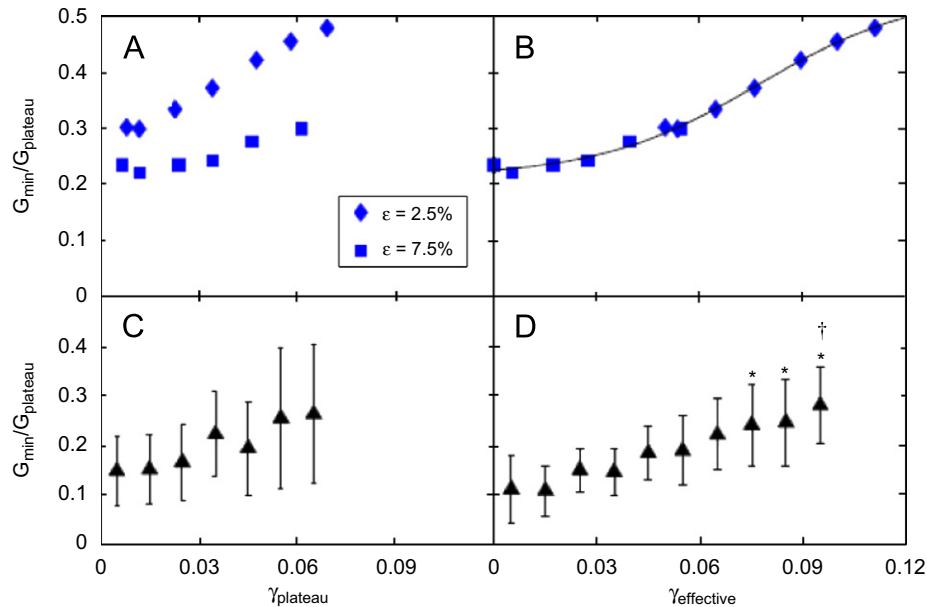 0.5
A
B
0.4
0.3
0.2
0.1
0
Gmin/Gplateau
ε = 2.5%
ε = 7.5%
C
D
†
* * *
0.4
0.3
0.2
0.1
0
Gmin/Gplateau
0 0.03 0.06 0.09 0 0.03 0.06 0.09 0.12
γplateau
γeffective